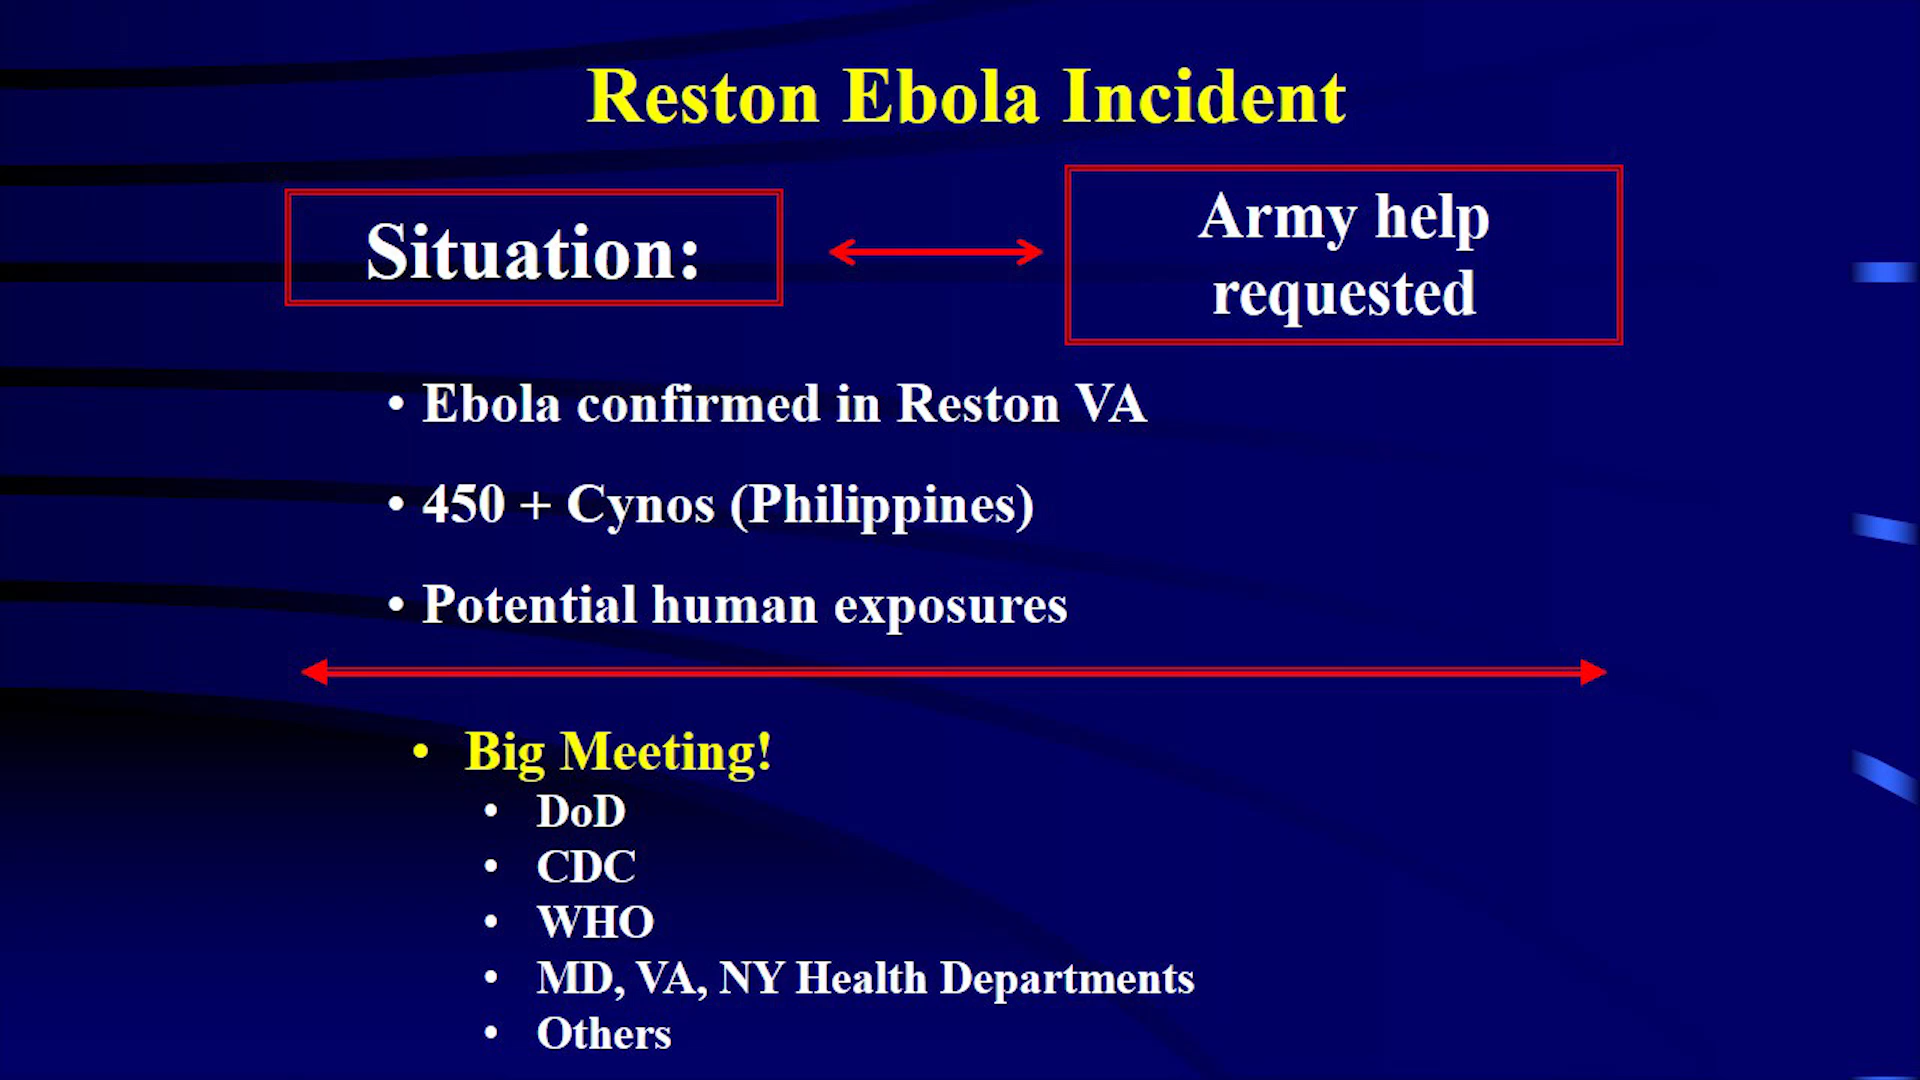 Reston Ebola Incident
Situation:
Army help
requested
• Ebola confirmed in Reston VA
• 450 + Cynos (Philippines)
• Potential human exposures
• Big Meeting!
• DoD
• CDC
• WHO
• MD, VA, NY Health Departments
• Others